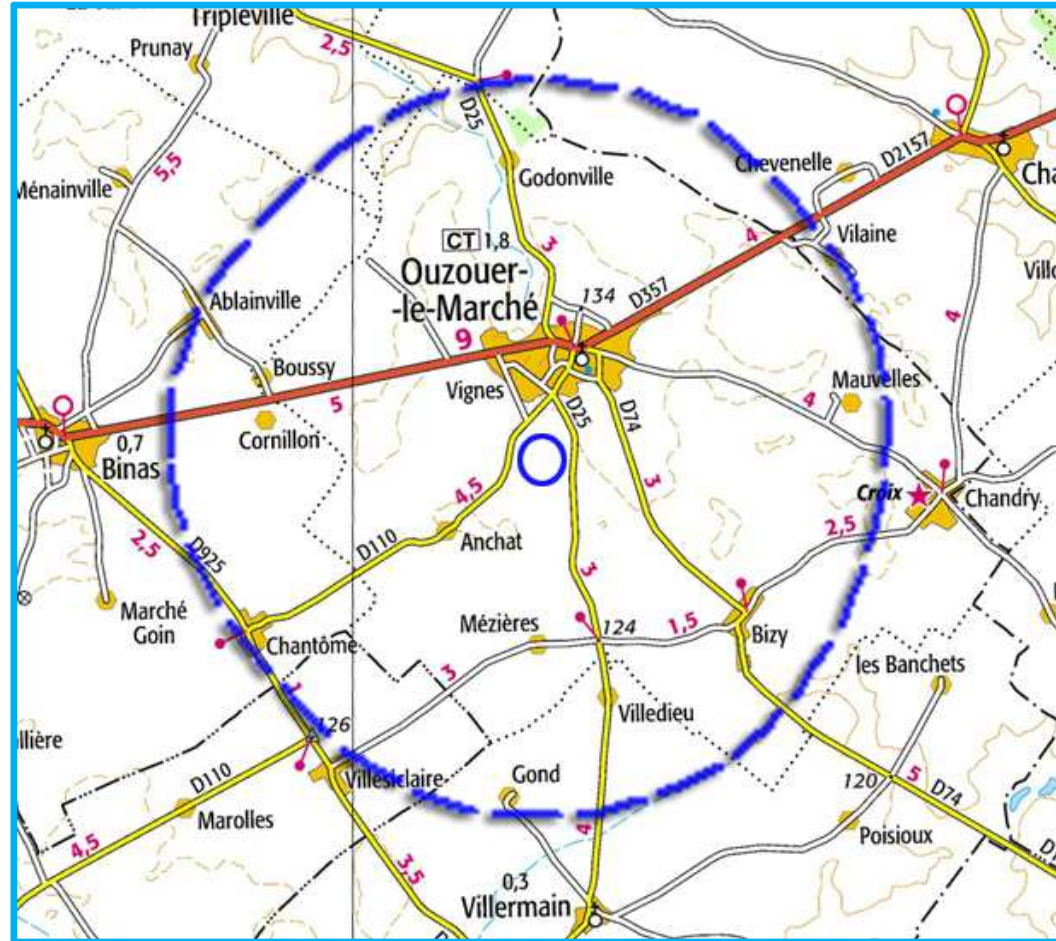 Tripleville
Prunay
2,5
D25
D2157
Chevenelle
Godonville
Ménainville
5,5
Vilaine
CT 1,8
3
4
Ouzouer-
-le-Marché
134
D357
Ablainville
9
4
Boussy
Vignes
5
Mauvelles
4
D25
D74
Cornillon
0,7
Binas
3
4,5
Croix
Chandry
2,5
2,5
D110
Anchat
D925
3
Marché
Goin
Mézières
124
1,5
Bizy
Chantôme
les Banchets
1
3
Villedieu
126
Villesiclaire
Gond
120
5
D74
D110
Marolles
4
Poisioux
4,5
3,5
0,3
Villermain